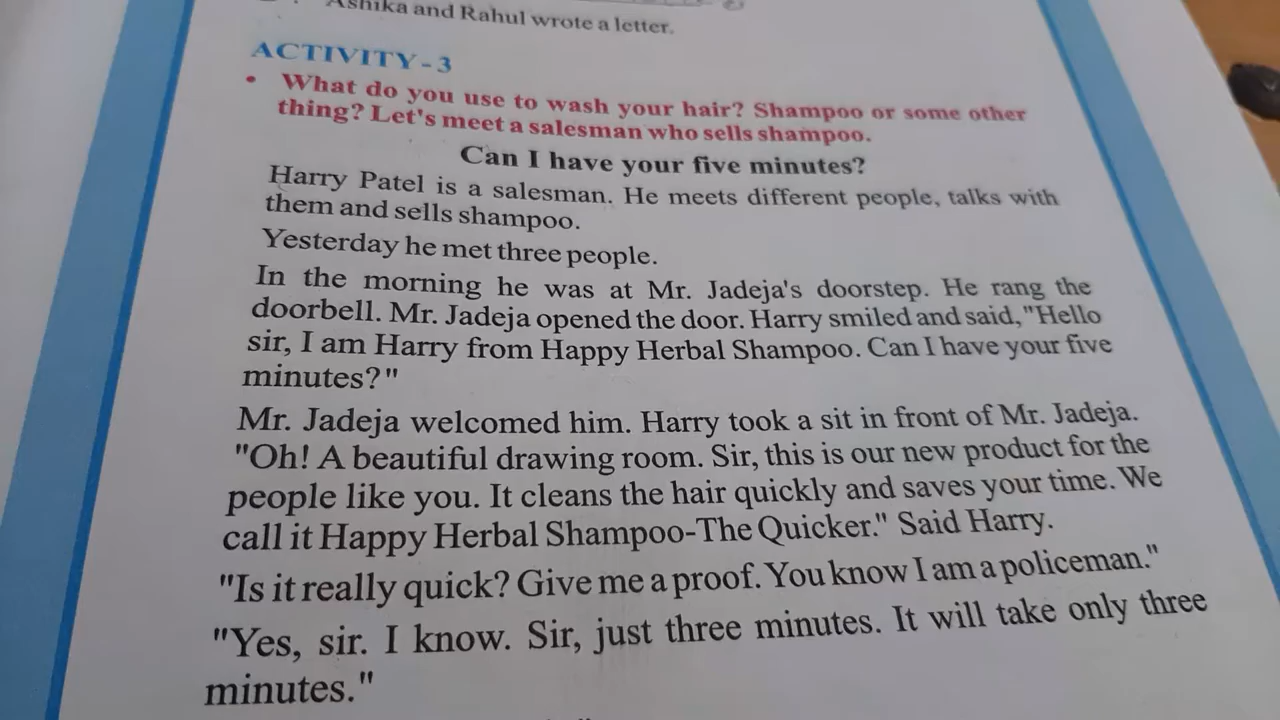 Ashika and Rahul wrote a letter.
ACTIVITY-3
• What do you use to wash your hair? Shampoo or some other
thing? Let's meet a salesman who sells shampoo.
Can I have your five minutes?
Harry Patel is a salesman. He meets different people, talks with
them and sells shampoo.
Yesterday he met three people.
In the morning he was at Mr. Jadeja's doorstep. He rang the
doorbell. Mr. Jadeja opened the door. Harry smiled and said, "Hello
sir, I am Harry from Happy Herbal Shampoo. Can I have your five
minutes?"
Mr. Jadeja welcomed him. Harry took a sit in front of Mr. Jadeja.
"Oh! A beautiful drawing room. Sir, this is our new product for the
people like you. It cleans the hair quickly and saves your time. We
call it Happy Herbal Shampoo-The Quicker." Said Harry.
"Is it really quick? Give me a proof. You know I am a policeman."
"Yes, sir. I know. Sir, just three minutes. It will take only three
minutes."